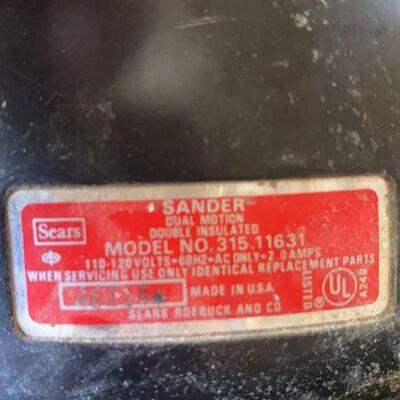 SANDER
DUAL MOTION
DOUBLE INSULATED
Sears
MODEL NO. 315.11631
110-120 VOLTS-60HZ-AC ONLY-2.0 AMPS
WHEN SERVICING USE ONLY IDENTICAL REPLACEMENT PARTS
MADE IN U.S.A.
SEARS ROEBUCK AND CO
LISTED
UL
®